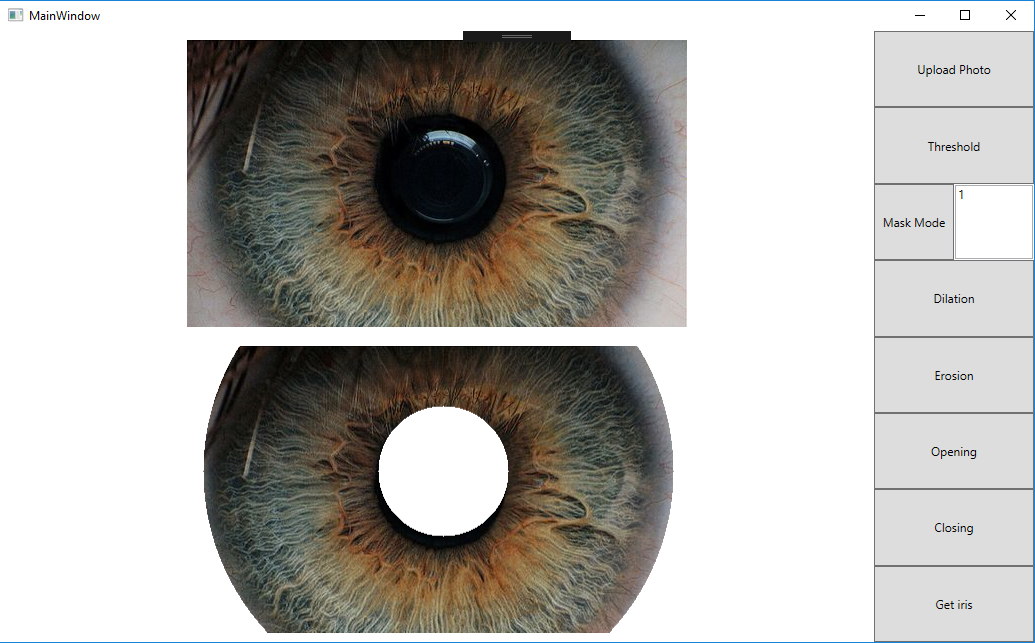 MainWindow
Upload Photo
Threshold
Mask Mode
1
Dilation
Erosion
Opening
Closing
Get iris